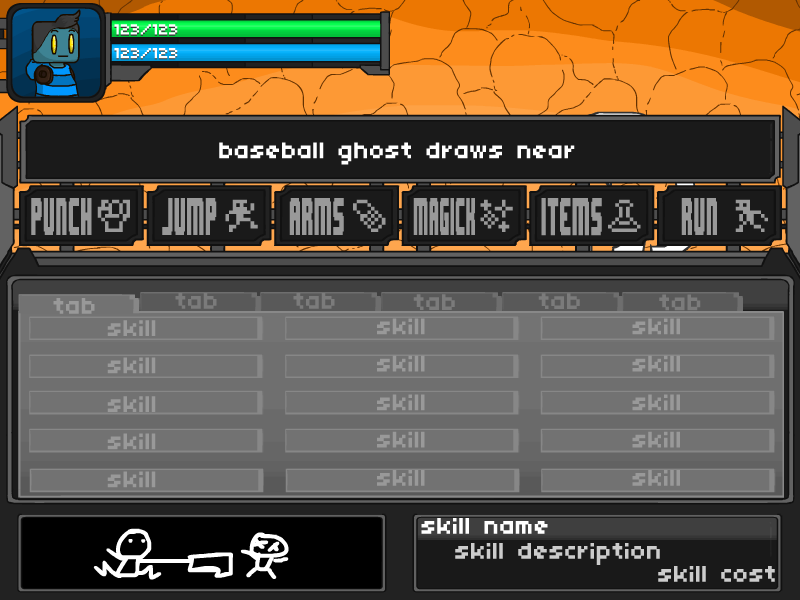 123/123
123/123
baseball ghost draws near
PUNCH JUMP ARMS MAGICK ITEMS RUN
tab tab tab tab tab tab
skill skill skill
skill skill skill
skill skill skill
skill skill skill
skill skill skill
skill name
skill description
skill cost